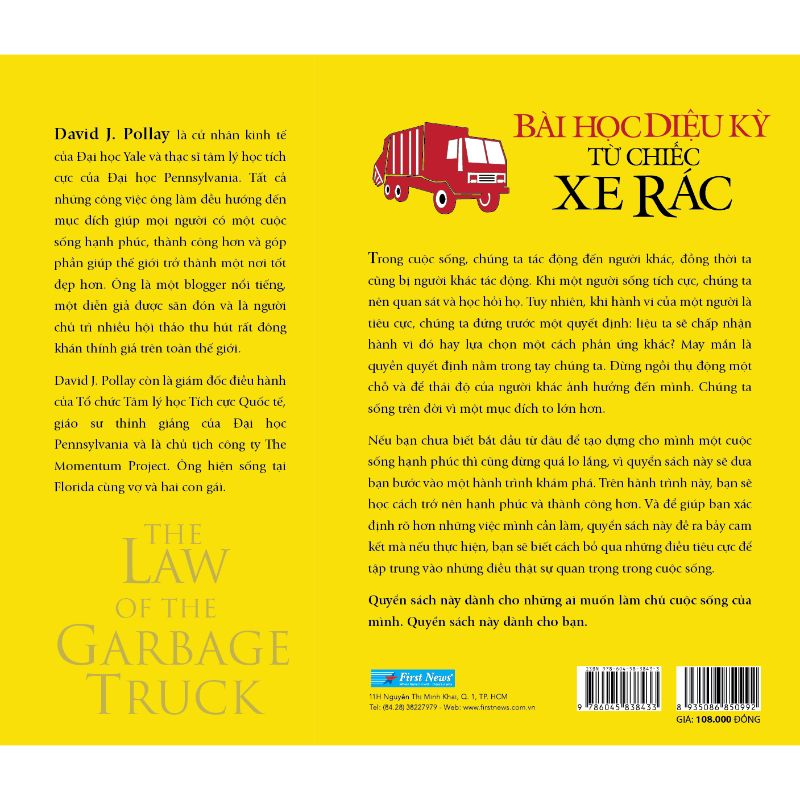 David J. Pollay là cử nhân kinh tế
của Đại học Yale và thạc sĩ tâm lý học tích
cực của Đại học Pennsylvania. Tất cả
những công việc ông làm đều hướng đến
mục đích giúp mọi người có một cuộc
sống hạnh phúc, thành công hơn và góp
phần giúp thế giới trở thành một nơi tốt
đẹp hơn. Ông là một blogger nổi tiếng,
một diễn giả được săn đón và là người
chủ trì nhiều hội thảo thu hút rất đông
khán thính giả trên toàn thế giới.
David J. Pollay còn là giám đốc điều hành
của Tổ chức Tâm lý học Tích cực Quốc tế,
giáo sư thỉnh giảng của Đại học
Pennsylvania và là chủ tịch công ty The
Momentum Project. Ông hiện sống tại
Florida cùng vợ và hai con gái.
THE
LAW
OF THE
GARBAGE
TRUCK
BÀI HỌC DIỆU KỲ
TỪ CHIẾC
XE RÁC
Trong cuộc sống, chúng ta tác động đến người khác, đồng thời ta
cũng bị người khác tác động. Khi một người sống tích cực, chúng ta
nên quan sát và học hỏi họ. Tuy nhiên, khi hành vi của một người là
tiêu cực, chúng ta đứng trước một quyết định: liệu ta sẽ chấp nhận
hành vi đó hay lựa chọn một cách phản ứng khác? May mắn là
quyền quyết định nằm trong tay chúng ta. Đừng ngồi thụ động một
chỗ và để thái độ của người khác ảnh hưởng đến mình. Chúng ta
sống trên đời vì một mục đích to lớn hơn.
Nếu bạn chưa biết bắt đầu từ đâu để tạo dựng cho mình một cuộc
sống hạnh phúc thì cũng đừng quá lo lắng, vì quyển sách này sẽ đưa
bạn bước vào một hành trình khám phá. Trên hành trình này, bạn sẽ
học cách trở nên hạnh phúc và thành công hơn. Và để giúp bạn xác
định rõ hơn những việc mình cần làm, quyển sách này đề ra bảy cam
kết mà nếu thực hiện, bạn sẽ biết cách bỏ qua những điều tiêu cực để
tập trung vào những điều thật sự quan trọng trong cuộc sống.
Quyển sách này dành cho những ai muốn làm chủ cuộc sống của
mình. Quyển sách này dành cho bạn.
First News
11H Nguyễn Thị Minh Khai, Q. 1, TP. HCM
Tel: (84.28) 38227979 - Web: www.firstnews.com.vn
ISBN 978-604-58-3843-3
9 786045 838433
8 935086 850992
GIÁ: 108.000 ĐỒNG